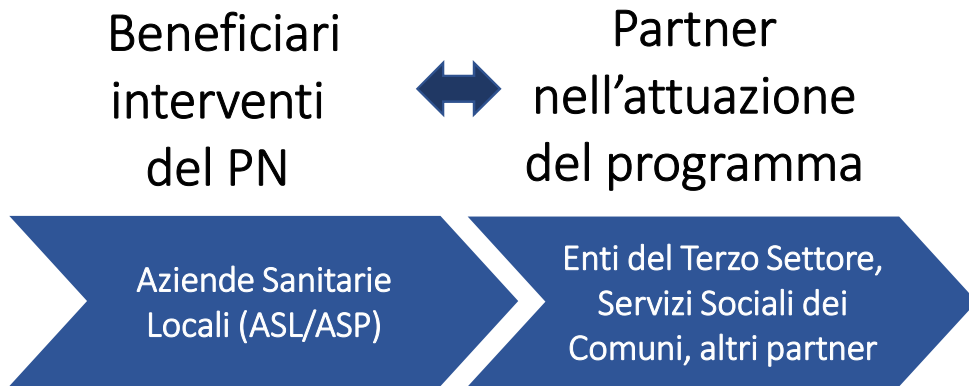 Beneficiari
interventi
del PN
Partner
nell’attuazione
del programma
Aziende Sanitarie
Locali (ASL/ASP)
Enti del Terzo Settore,
Servizi Sociali dei
Comuni, altri partner